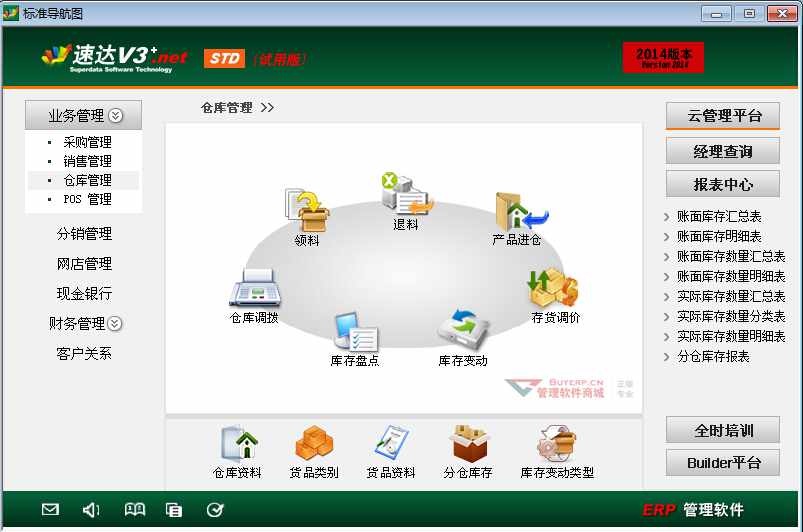 标准导航图
速达V3+.net
Superdata Software Technology
STD
(试用版)
2014版本
Version 2014
业务管理
采购管理
销售管理
仓库管理
POS 管理
分销管理
网店管理
现金银行
财务管理
客户关系
仓库管理 >>
领料
退料
产品进仓
仓库调拨
存货调价
库存盘点
库存变动
BUYERP.CN
管理软件商城
正版
专业
仓库资料
货品类别
货品资料
分仓库存
库存变动类型
云管理平台
经理查询
报表中心
账面库存汇总表
账面库存明细表
账面库存数量汇总表
账面库存数量明细表
实际库存数量汇总表
实际库存数量分类表
实际库存数量明细表
分仓库存报表
全时培训
Builder平台
ERP 管理软件